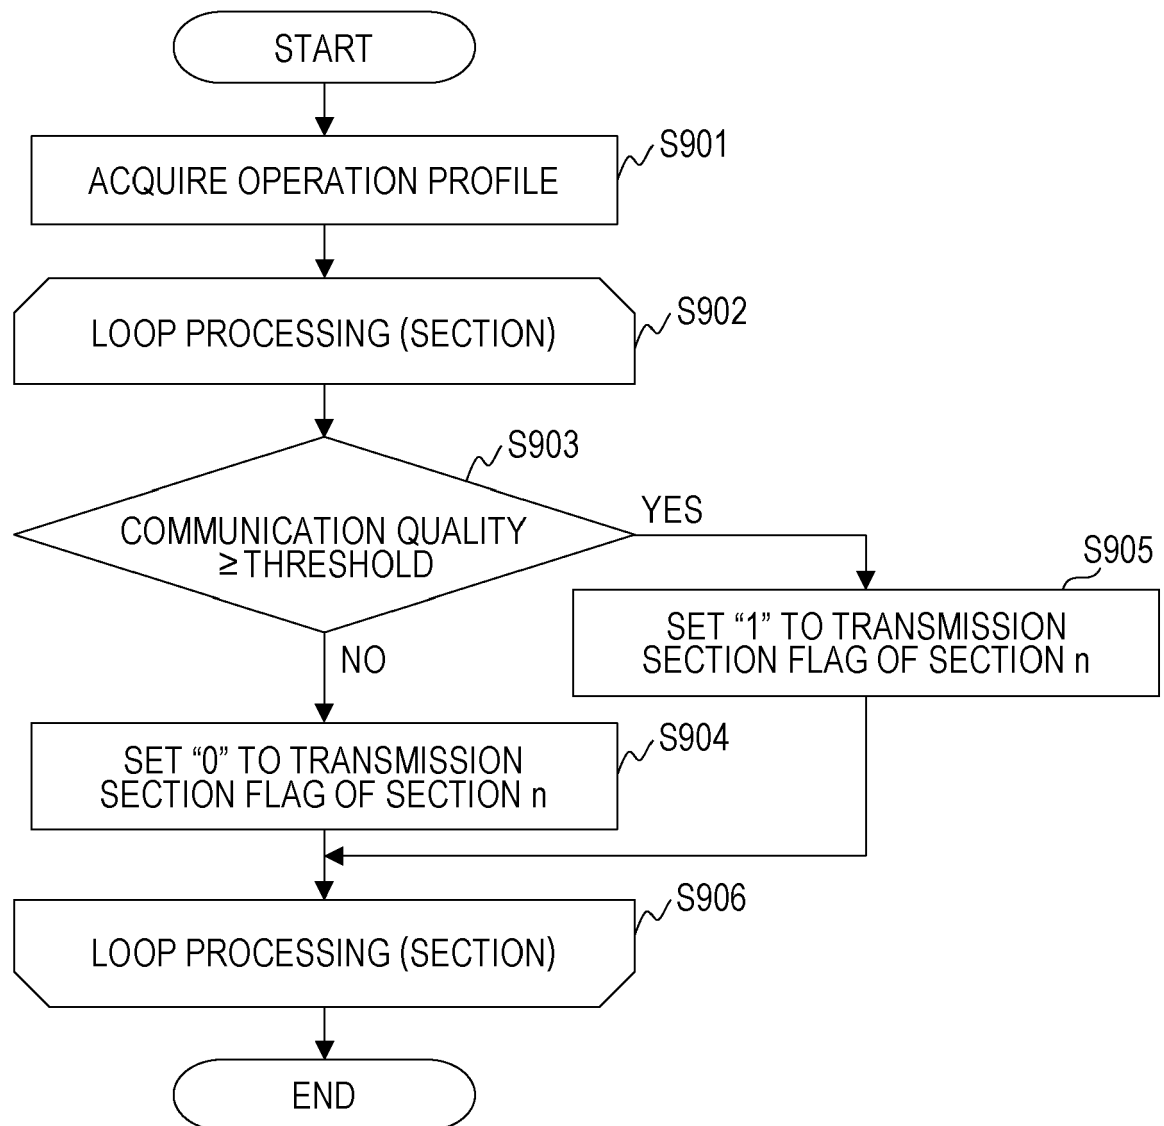 START
S901
ACQUIRE OPERATION PROFILE
S902
LOOP PROCESSING (SECTION)
S903
COMMUNICATION QUALITY
≥ THRESHOLD
YES
NO
S905
SET “1” TO TRANSMISSION
SECTION FLAG OF SECTION n
S904
SET “0” TO TRANSMISSION
SECTION FLAG OF SECTION n
S906
LOOP PROCESSING (SECTION)
END